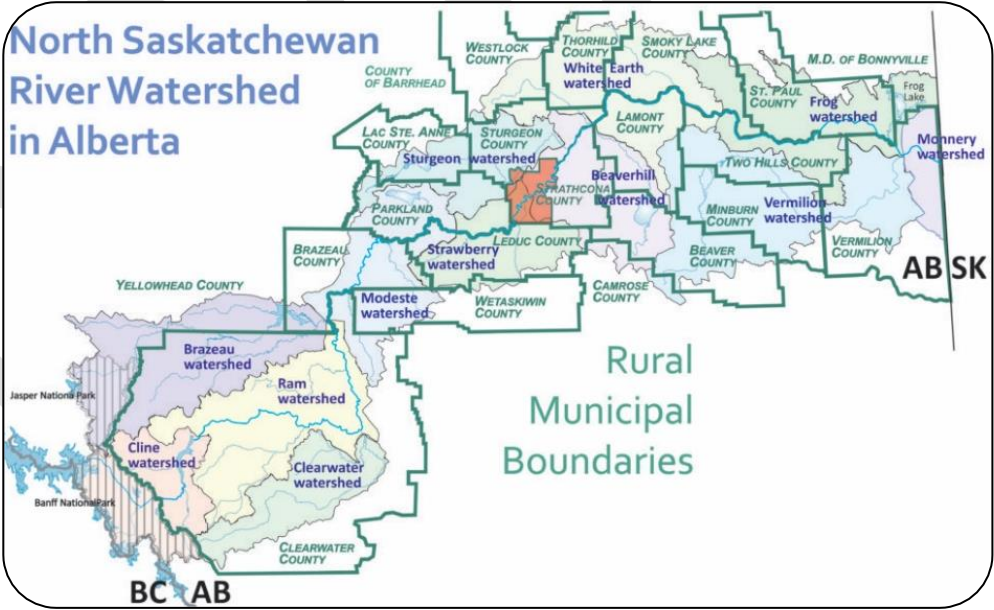 North Saskatchewan
River Watershed
in Alberta
WESTLOCK
COUNTY
THORHILD
COUNTY
SMOKY LAKE
COUNTY
M.D. OF BONNYVILLE
COUNTY
OF BARRHEAD
White Earth
watershed
ST. PAUL
COUNTY
Frog
Lake
Frog
watershed
LAC STE. ANNE
COUNTY
STURGEON
COUNTY
LAMONT
COUNTY
Monnery
watershed
Sturgeon watershed
TWO HILLS COUNTY
Beaverhill
watershed
STRATHCONA
COUNTY
PARKLAND
COUNTY
MINBURN
COUNTY
Vermilion
watershed
LEDUC COUNTY
BRAZEAU
COUNTY
Strawberry
watershed
BEAVER
COUNTY
VERMILION
COUNTY
AB SK
YELLOWHEAD COUNTY
Modeste
watershed
WETASKIWIN
COUNTY
CAMROSE
COUNTY
Brazeau
watershed
Rural
Municipal
Boundaries
Ram
watershed
Jasper National Park
Cline
watershed
Clearwater
watershed
Banff NationalPark
CLEARWATER
COUNTY
BC AB